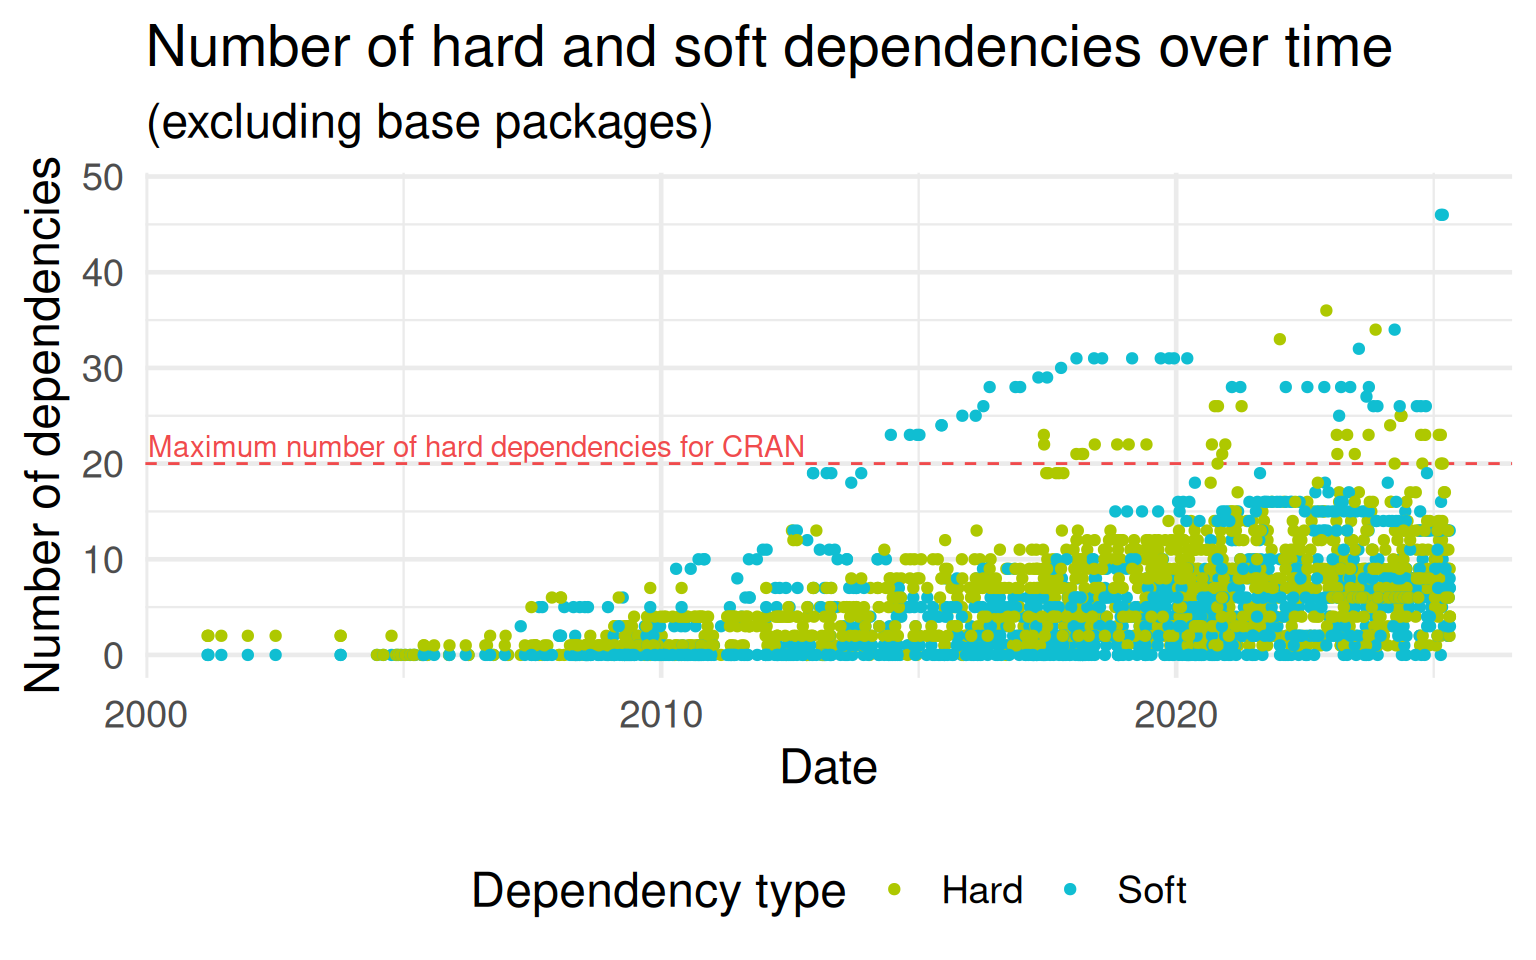 Number of hard and soft dependencies over time
(excluding base packages)
Number of dependencies
50
40
30
20
10
0
Maximum number of hard dependencies for CRAN
2000 2010 2020
Date
Dependency type Hard Soft